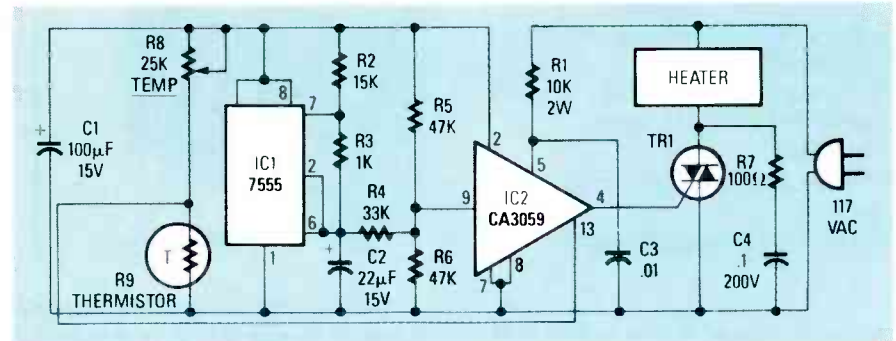 R8
25K
TEMP
C1
100µF
15V
R9
THERMISTOR
T
IC1
7555
8
7
2
6
1
R2
15K
R3
1K
R4
33K
C2
22µF
15V
R5
47K
R6
47K
IC2
CA3059
2
9
5
4
13
7
8
R1
10K
2W
C3
.01
HEATER
TR1
R7
100Ω
C4
.1
200V
117
VAC